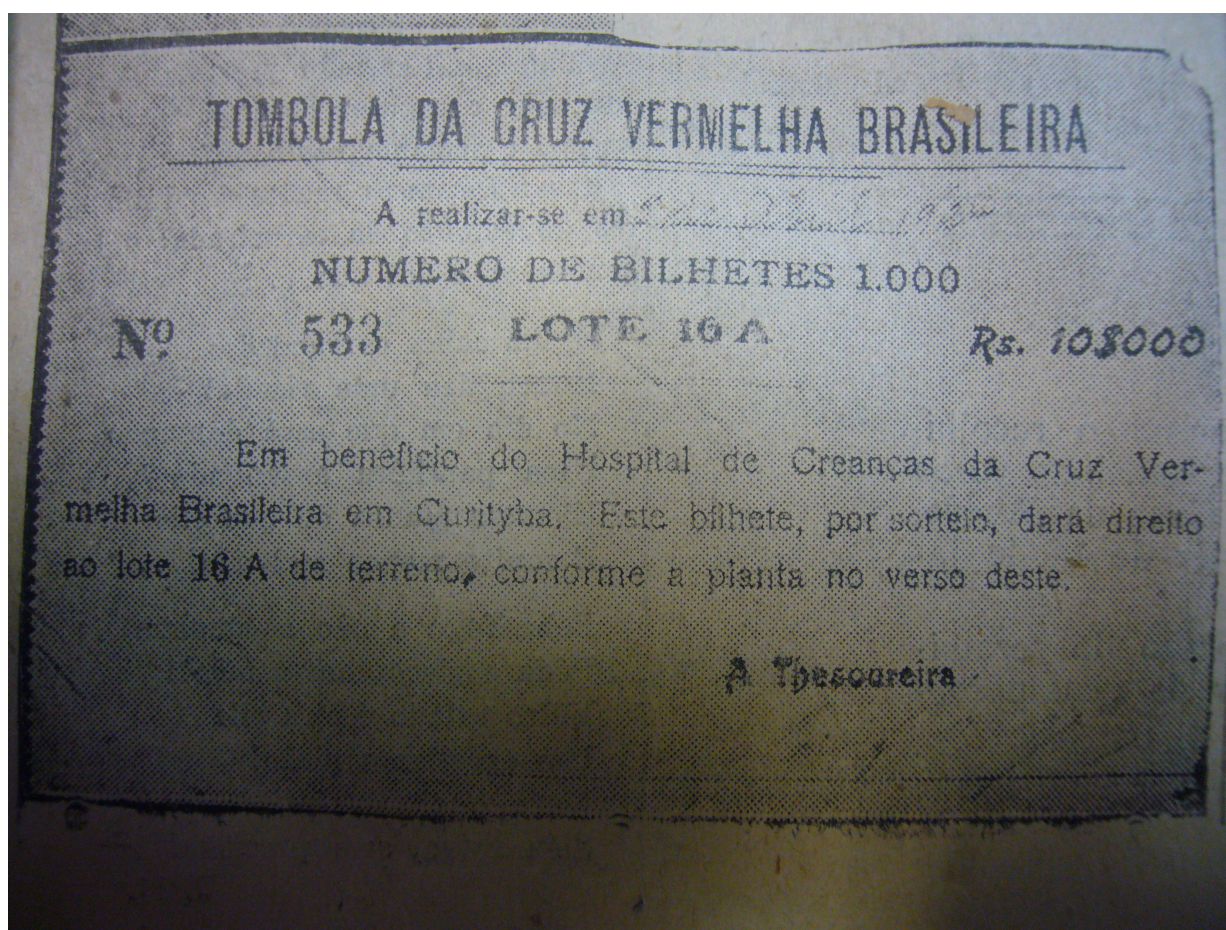 TOMBOLA DA CRUZ VERMELHA BRASILEIRA
A realizar-se em
NUMERO DE BILHETES 1.000
Nº 533 LOTE 16 A Rs. 10$000
Em beneficio do Hospital de Creanças da Cruz Ver-
melha Brasileira em Curityba. Este bilhete, por sorteio, dará direito
ao lote 16 A de terreno, conforme a planta no verso deste.
A Thesoureira